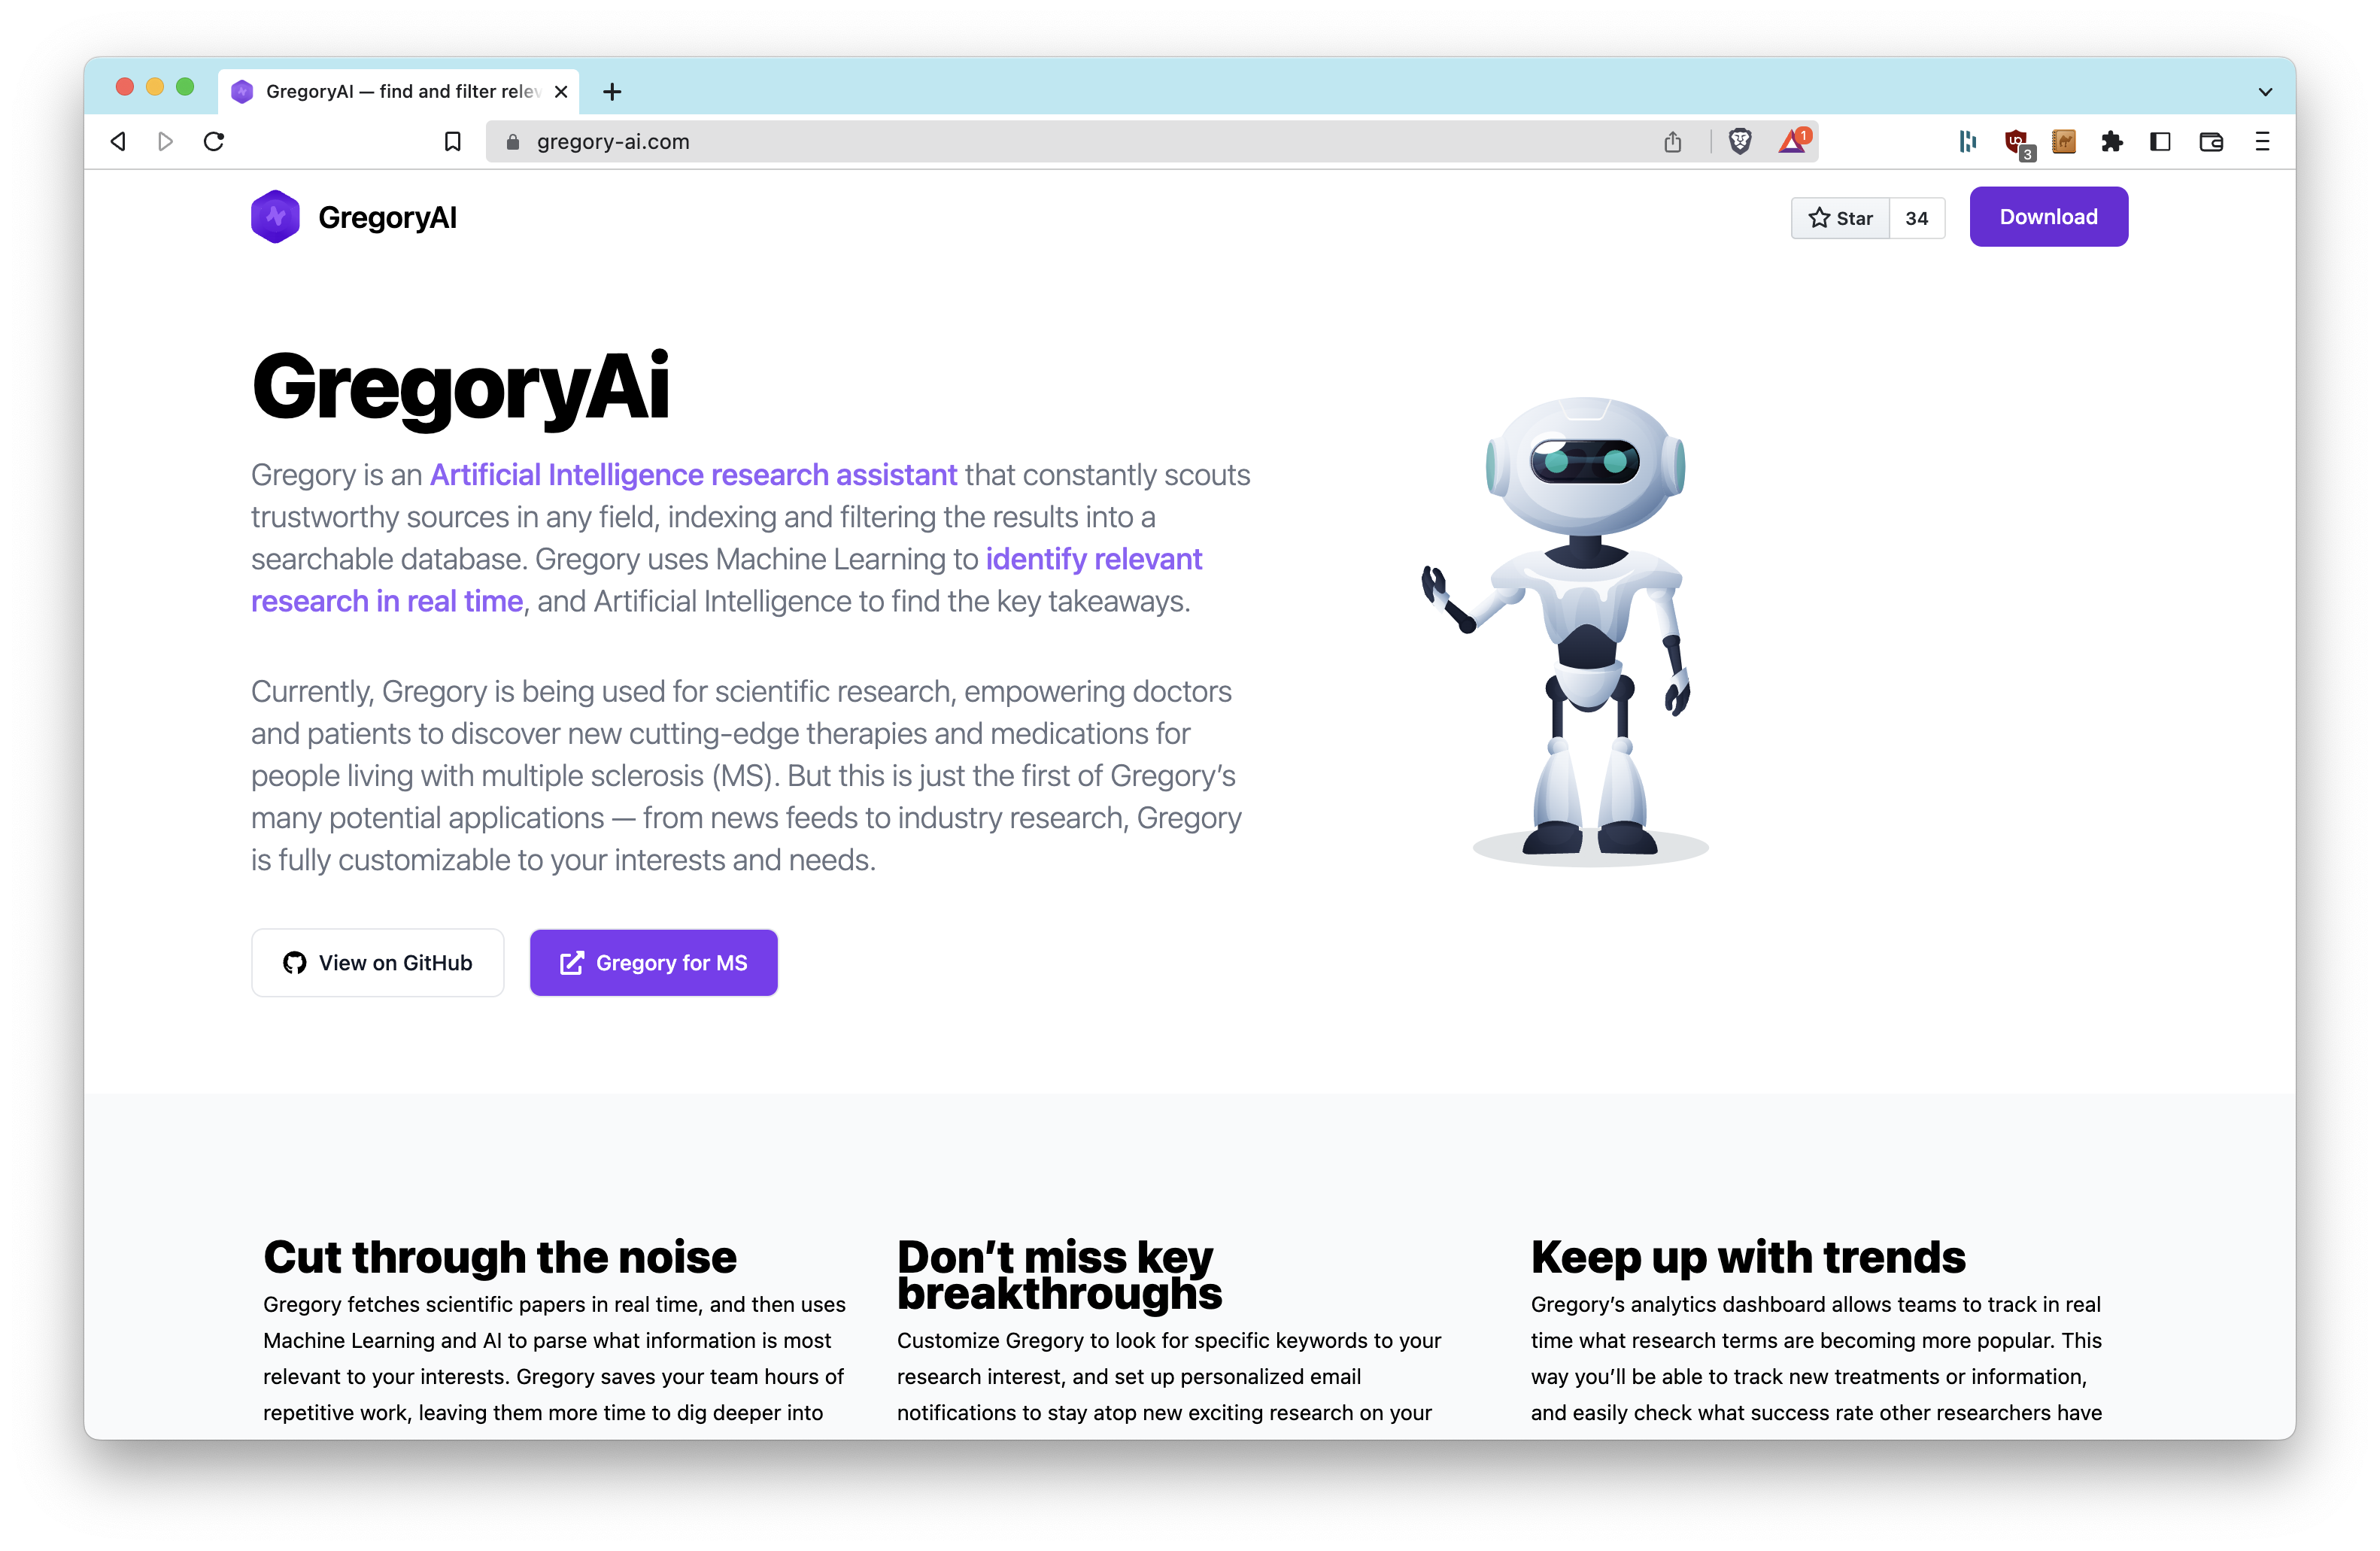 GregoryAI — find and filter relev
gregory-ai.com
1
3
GregoryAI
Star 34
Download
GregoryAi
Gregory is an Artificial Intelligence research assistant that constantly scouts
trustworthy sources in any field, indexing and filtering the results into a
searchable database. Gregory uses Machine Learning to identify relevant
research in real time, and Artificial Intelligence to find the key takeaways.
Currently, Gregory is being used for scientific research, empowering doctors
and patients to discover new cutting-edge therapies and medications for
people living with multiple sclerosis (MS). But this is just the first of Gregory’s
many potential applications — from news feeds to industry research, Gregory
is fully customizable to your interests and needs.
View on GitHub
Gregory for MS
Cut through the noise
Gregory fetches scientific papers in real time, and then uses
Machine Learning and AI to parse what information is most
relevant to your interests. Gregory saves your team hours of
repetitive work, leaving them more time to dig deeper into
Don’t miss key
breakthroughs
Customize Gregory to look for specific keywords to your
research interest, and set up personalized email
notifications to stay atop new exciting research on your
Keep up with trends
Gregory’s analytics dashboard allows teams to track in real
time what research terms are becoming more popular. This
way you’ll be able to track new treatments or information,
and easily check what success rate other researchers have